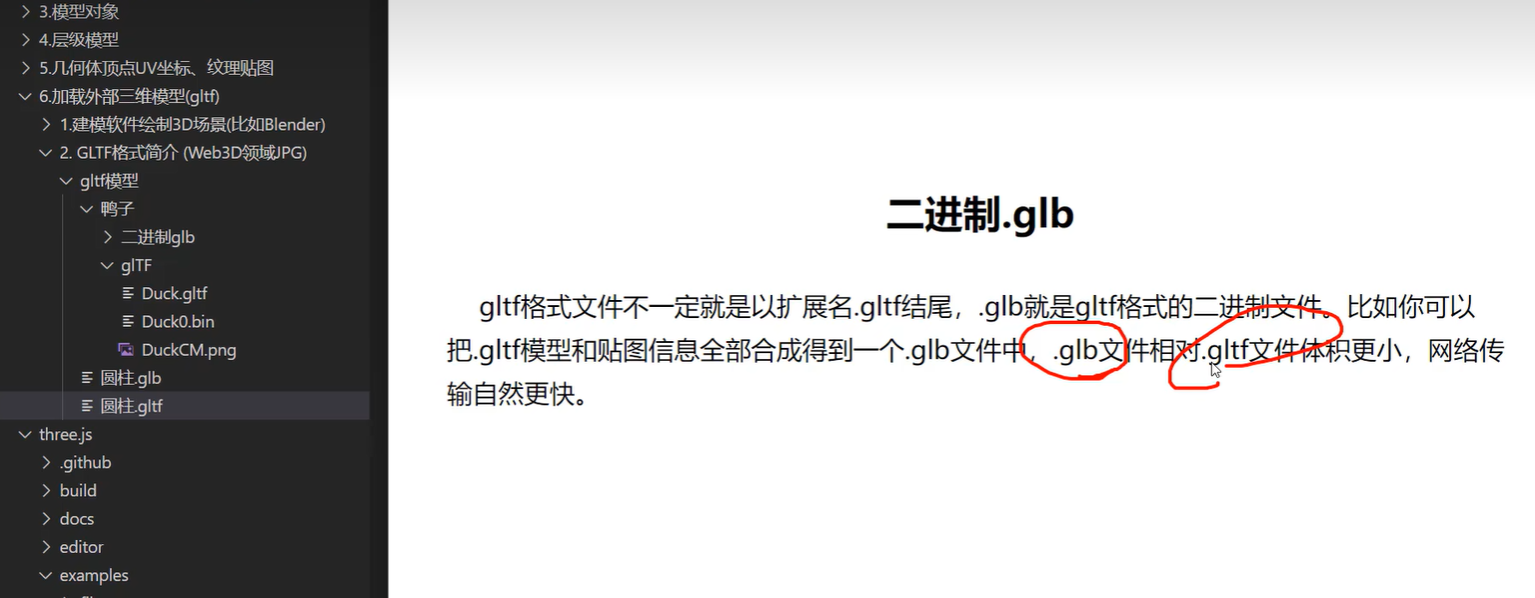 3.模型对象
4.层级模型
5.几何体顶点UV坐标、纹理贴图
6.加载外部三维模型(gltf)
1.建模软件绘制3D场景(比如Blender)
2. GLTF格式简介 (Web3D领域JPG)
gltf模型
鸭子
二进制glb
glTF
Duck.gltf
Duck0.bin
DuckCM.png
圆柱.glb
圆柱.gltf
three.js
.github
build
docs
editor
examples
二进制.glb
gltf格式文件不一定就是以扩展名.gltf结尾，.glb就是gltf格式的二进制文件。比如你可以
把.gltf模型和贴图信息全部合成得到一个.glb文件中，.glb文件相对.gltf文件体积更小，网络传
输自然更快。